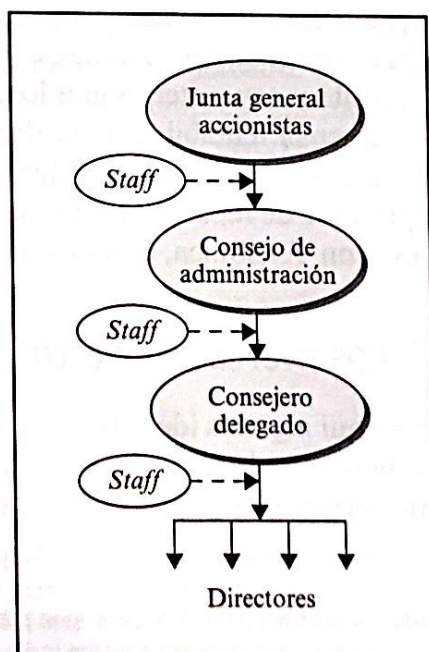 Junta general
accionistas
Staff
Consejo de
administración
Staff
Consejero
delegado
Staff
Directores